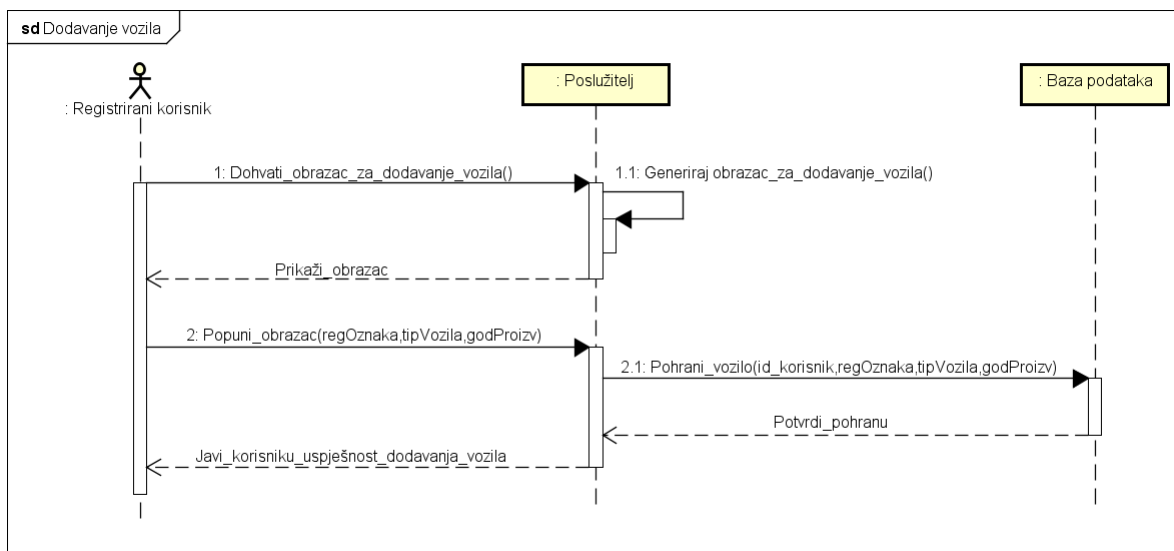 sd Dodavanje vozila
: Registrirani korisnik
: Poslužitelj
: Baza podataka
1: Dohvati_obrazac_za_dodavanje_vozila()
1.1: Generiraj obrazac_za_dodavanje_vozila()
Prikaži_obrazac
2: Popuni_obrazac(regOznaka,tipVozila,godProizv)
2.1: Pohrani_vozilo(id_korisnik,regOznaka,tipVozila,godProizv)
Potvrdi_pohranu
Javi_korisniku_uspješnost_dodavanja_vozila